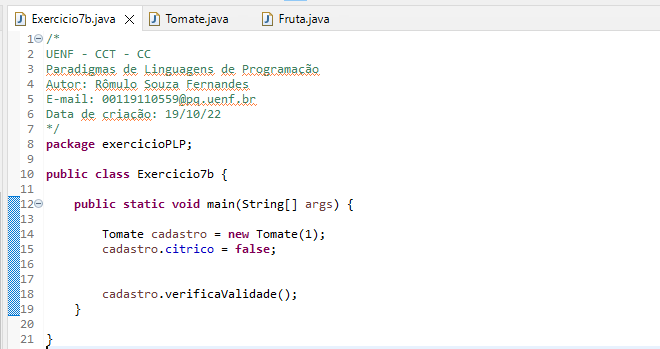 Exercicio7b.java Tomate.java Fruta.java
1 /*
2 UENF - CCT - CC
3 Paradigmas de Linguagens de Programação
4 Autor: Rômulo Souza Fernandes
5 E-mail: 00119110559@pq.uenf.br
6 Data de criação: 19/10/22
7 */
8 package exercicioPLP;
9
10 public class Exercicio7b {
11
12 public static void main(String[] args) {
13
14 Tomate cadastro = new Tomate(1);
15 cadastro.citrico = false;
16
17
18 cadastro.verificaValidade();
19 }
20
21 }